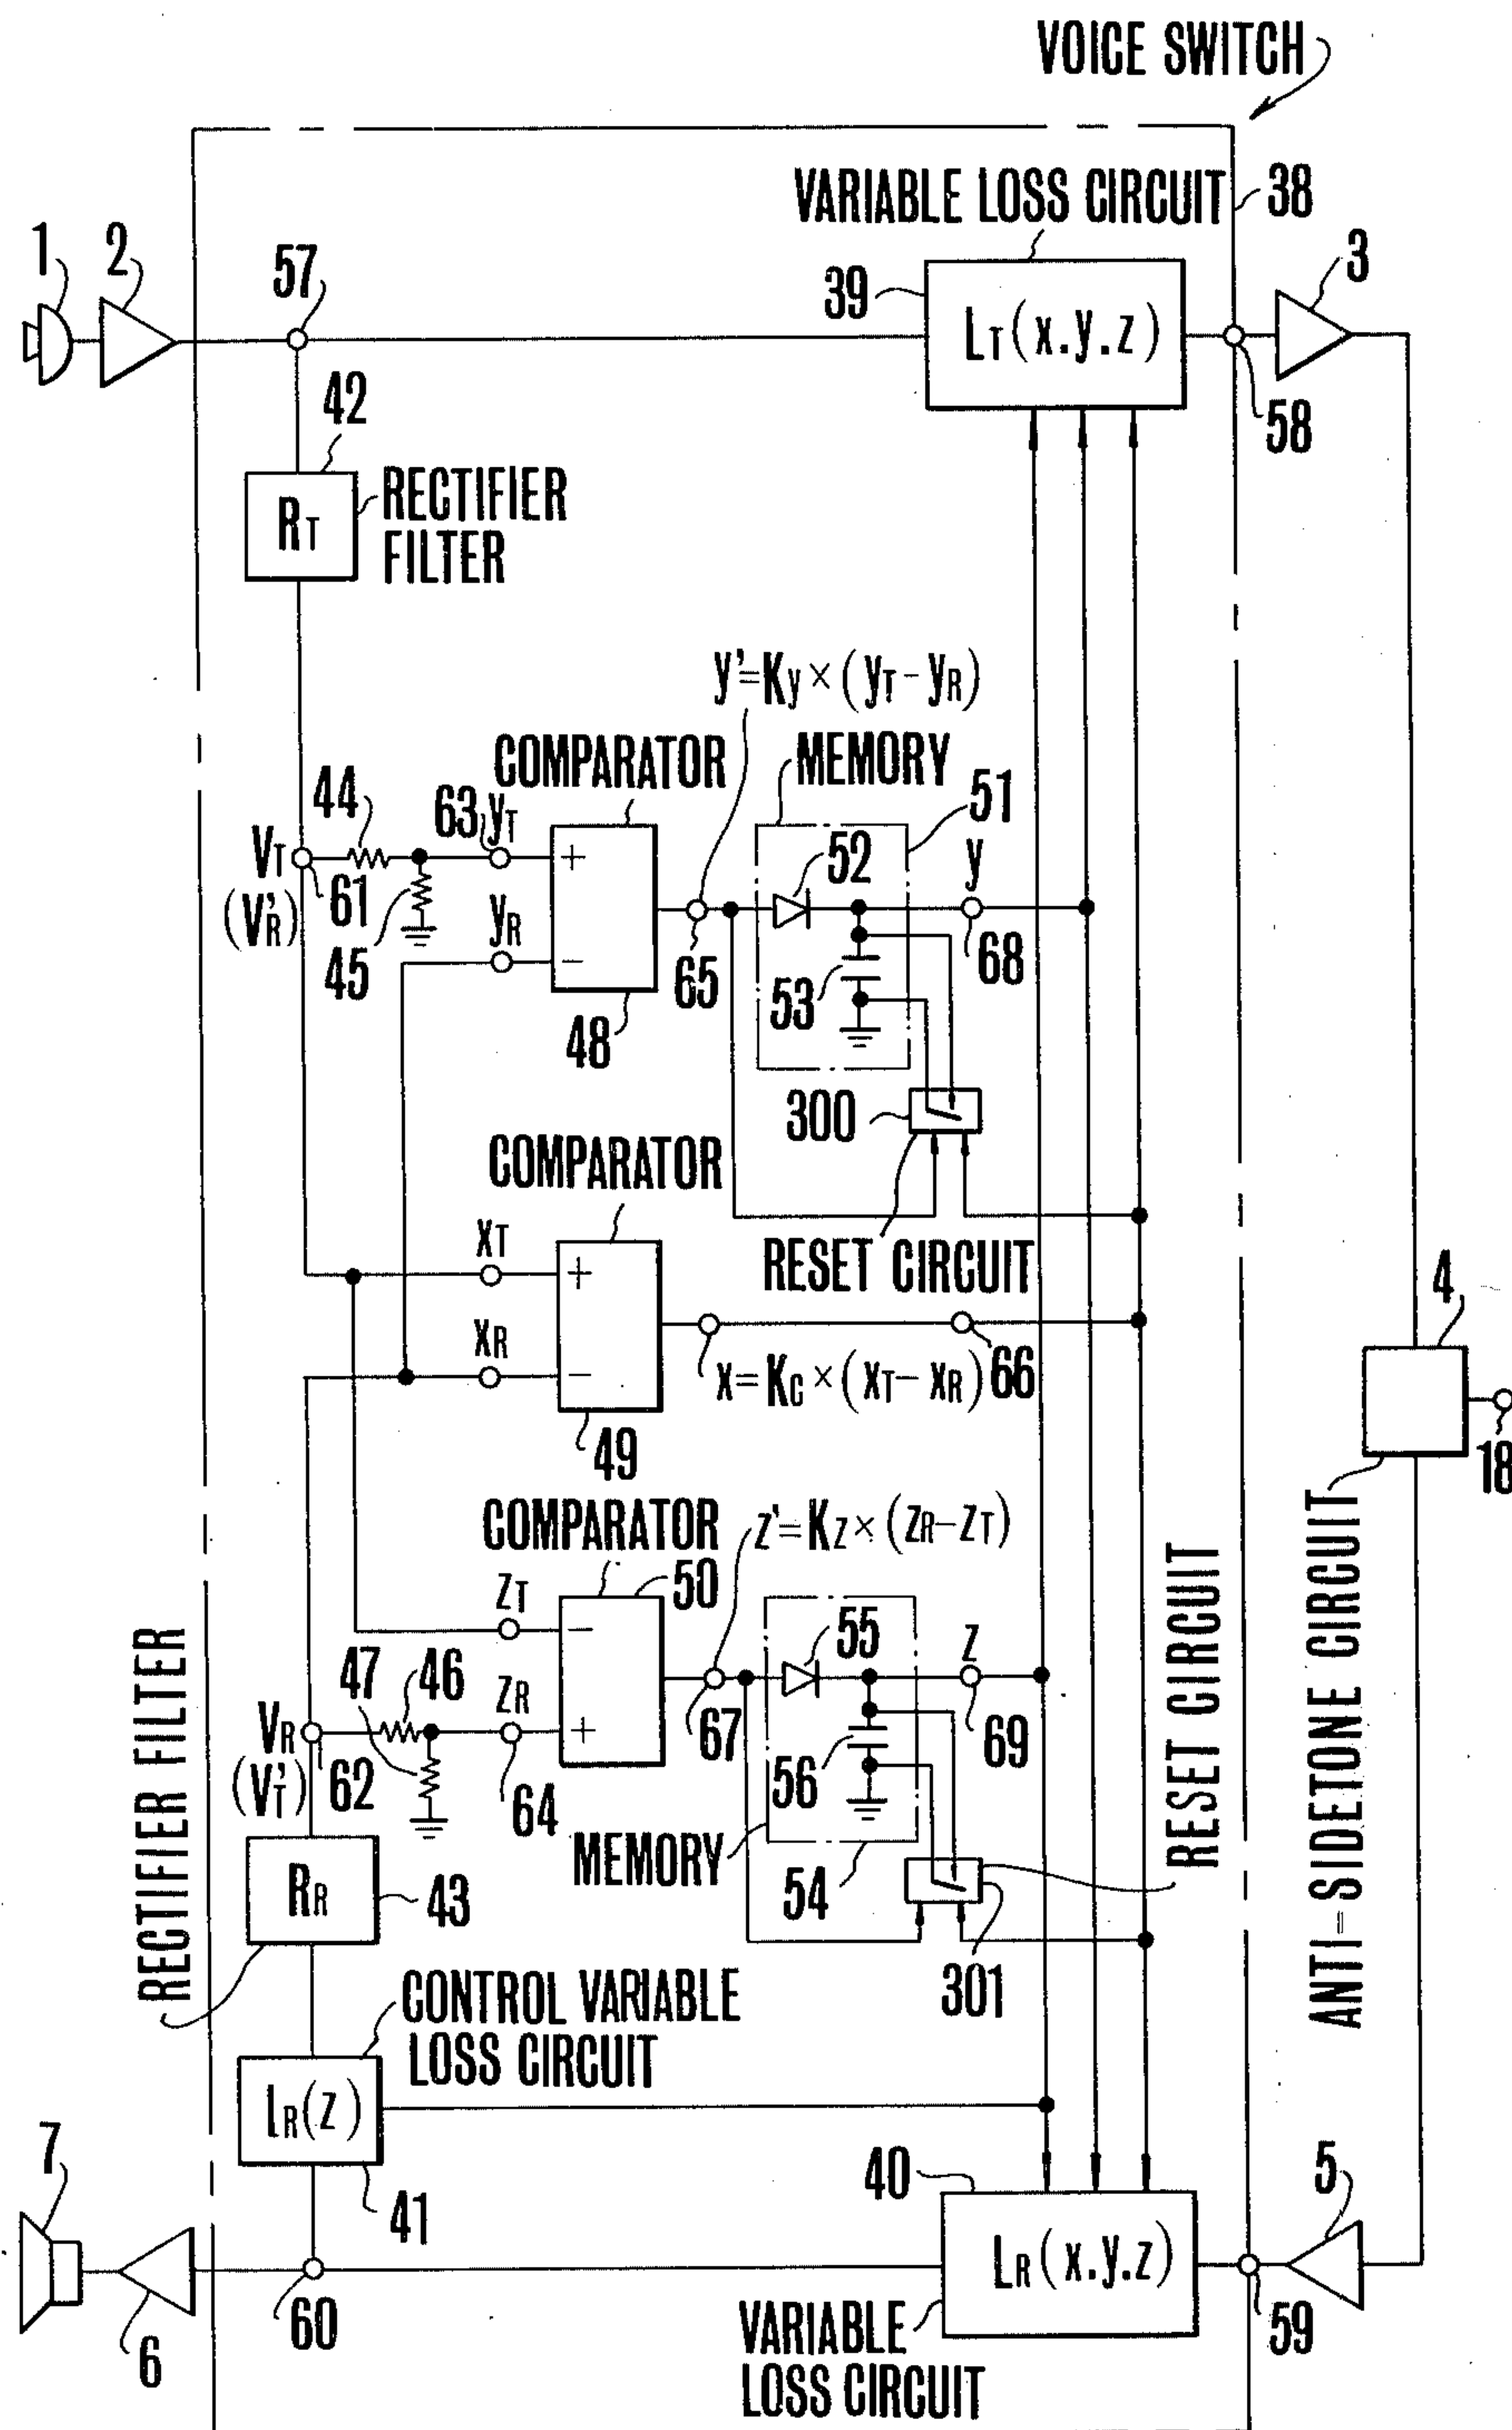 VOICE SWITCH
38
VARIABLE LOSS CIRCUIT
1
2
57
39
LT(x.y.z)
3
58
42
RT
RECTIFIER
FILTER
y'=Ky×(yT-yR)
COMPARATOR
MEMORY
51
44
63
yT
VT
(V'R)
61
45
yR
+
-
48
65
52
53
y
68
300
COMPARATOR
RESET CIRCUIT
xT
+
xR
-
49
x=KC×(xT-xR)
66
4
18
ANTI-SIDETONE CIRCUIT
COMPARATOR
50
z'=Kz×(zR-zT)
zT
-
zR
+
64
67
55
56
z
69
RESET CIRCUIT
47
46
VR
(V'T)
62
MEMORY
54
301
RECTIFIER FILTER
RR
43
CONTROL VARIABLE
LOSS CIRCUIT
lR(z)
41
7
6
60
40
LR(x.y.z)
VARIABLE
LOSS CIRCUIT
5
59